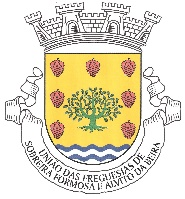 UNIÃO DAS FREGUESIAS DE
SOBREIRA FORMOSA E ALVITO DA BEIRA